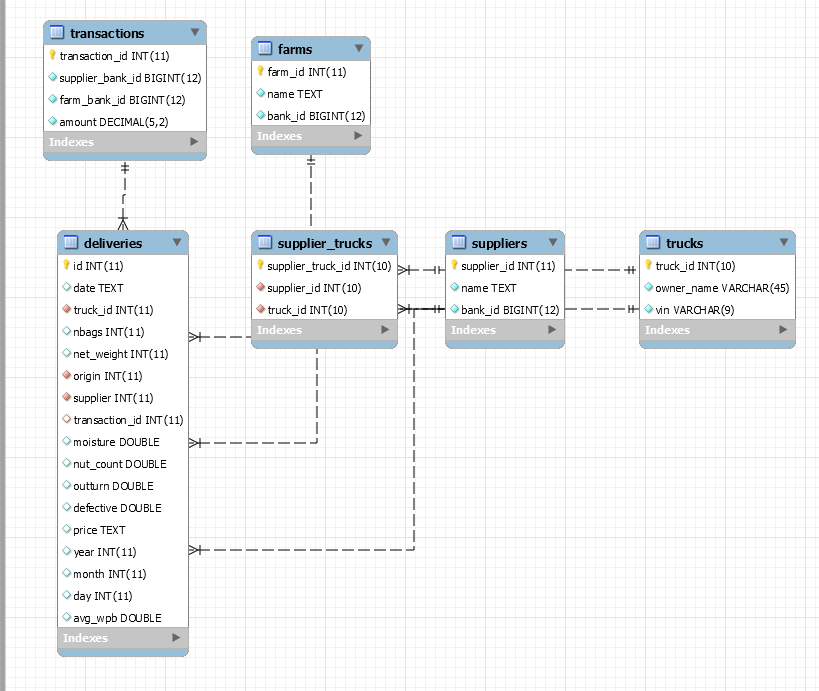 transactions
transaction_id INT(11)
supplier_bank_id BIGINT(12)
farm_bank_id BIGINT(12)
amount DECIMAL(5,2)
Indexes
farms
farm_id INT(11)
name TEXT
bank_id BIGINT(12)
Indexes
deliveries
id INT(11)
date TEXT
truck_id INT(11)
nbags INT(11)
net_weight INT(11)
origin INT(11)
supplier INT(11)
transaction_id INT(11)
moisture DOUBLE
nut_count DOUBLE
outturn DOUBLE
defective DOUBLE
price TEXT
year INT(11)
month INT(11)
day INT(11)
avg_wpb DOUBLE
Indexes
supplier_trucks
supplier_truck_id INT(10)
supplier_id INT(10)
truck_id INT(10)
Indexes
suppliers
supplier_id INT(11)
name TEXT
bank_id BIGINT(12)
Indexes
trucks
truck_id INT(10)
owner_name VARCHAR(45)
vin VARCHAR(9)
Indexes